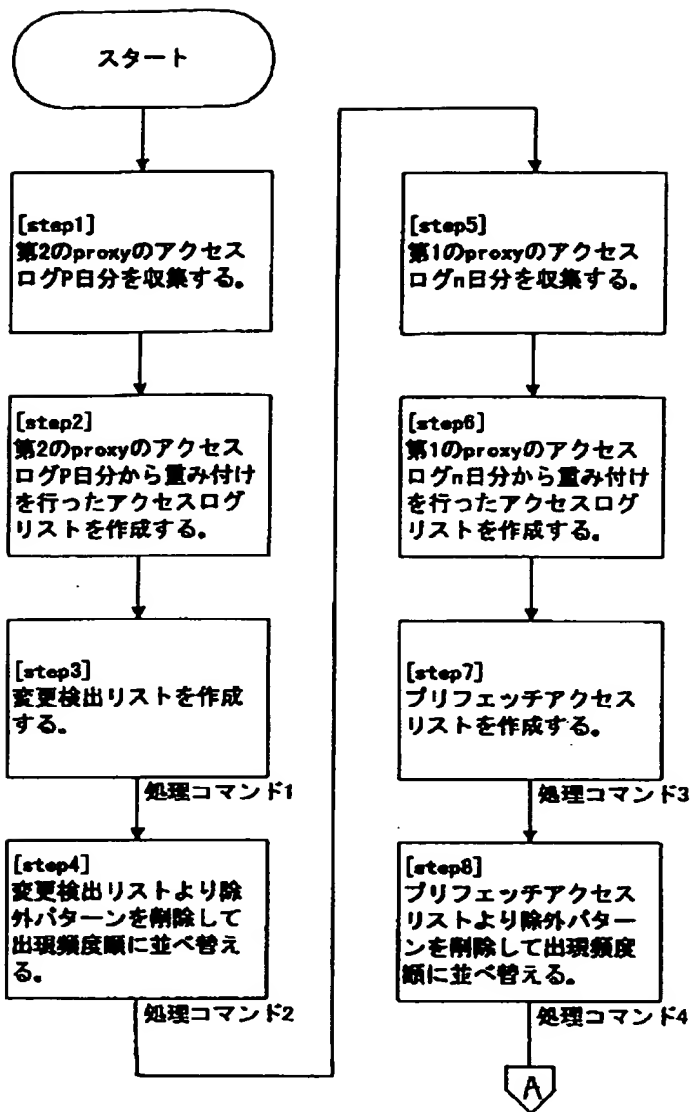 スタート
[step1]
第2のproxyのアクセス
ログP日分を収集する。
[step2]
第2のproxyのアクセス
ログP日分から重み付け
を行ったアクセスログ
リストを作成する。
[step3]
変更検出リストを作成
する。
処理コマンド1
[step4]
変更検出リストより除
外パターンを削除して
出現頻度順に並べ替え
る。
処理コマンド2
[step5]
第1のproxyのアクセス
ログn日分を収集する。
[step6]
第1のproxyのアクセス
ログn日分から重み付け
を行ったアクセスログ
リストを作成する。
[step7]
プリフェッチアクセス
リストを作成する。
処理コマンド3
[step8]
プリフェッチアクセス
リストより除外パター
ンを削除して出現頻度
順に並べ替える。
処理コマンド4
A